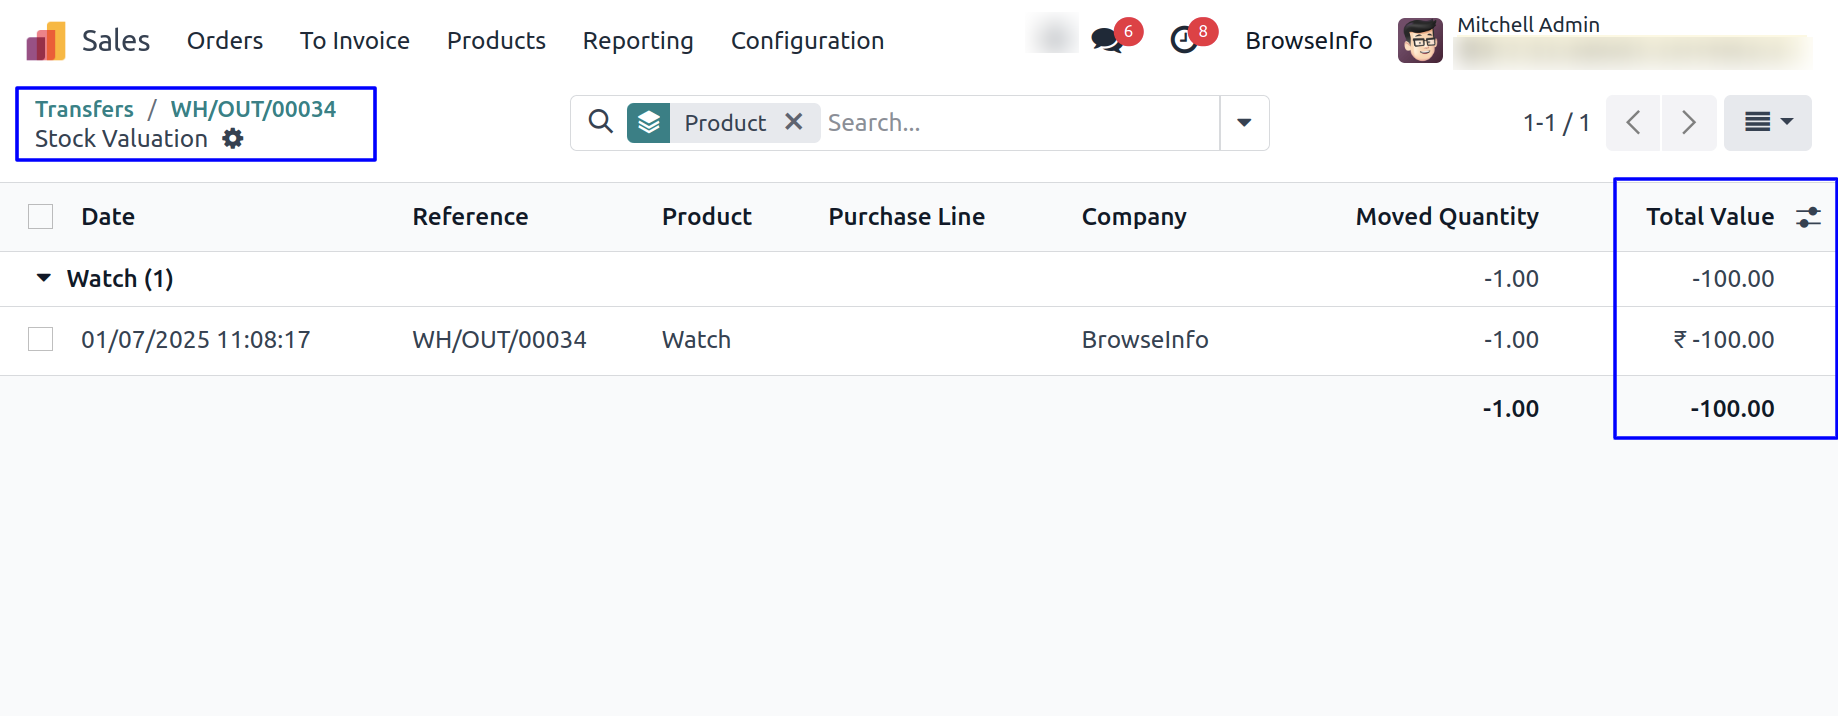 Sales Orders To Invoice Products Reporting Configuration 6 8 BrowseInfo Mitchell Admin
Transfers / WH/OUT/00034
Stock Valuation
Product Search...
1-1 / 1
Date Reference Product Purchase Line Company Moved Quantity Total Value
Watch (1) -1.00 -100.00
01/07/2025 11:08:17 WH/OUT/00034 Watch BrowseInfo -1.00 ₹ -100.00
-1.00 -100.00